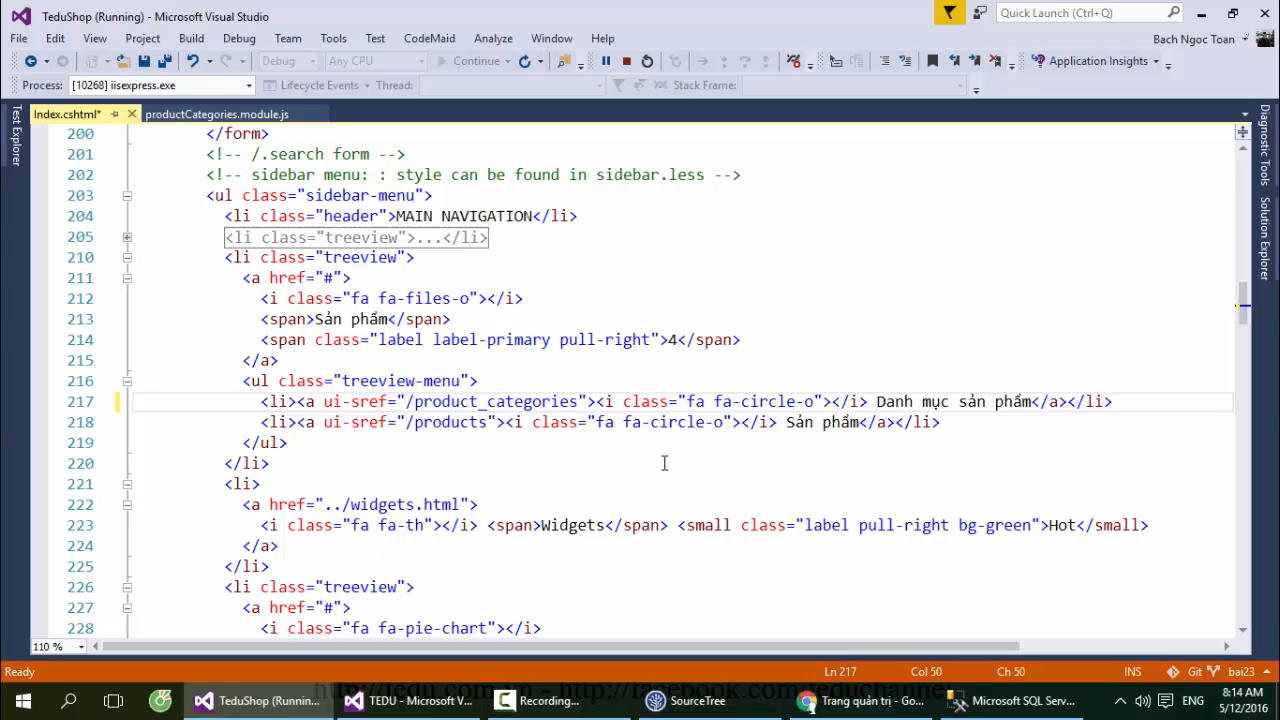 TeduShop (Running) - Microsoft Visual Studio
Quick Launch (Ctrl+Q)
File Edit View Project Build Debug Team Tools Test CodeMaid Analyze Window Help
Bach Ngoc Toan
Debug Any CPU Continue Application Insights
Process: [10268] iisexpress.exe Lifecycle Events Thread: Stack Frame:
Index.cshtml* productCategories.module.js
Test Explorer
Diagnostic Tools
Solution Explorer
200 </form>
201 <!-- /.search form -->
202 <!-- sidebar menu: : style can be found in sidebar.less -->
203 <ul class="sidebar-menu">
204 <li class="header">MAIN NAVIGATION</li>
205 <li class="treeview">...</li>
210 <li class="treeview">
211 <a href="#">
212 <i class="fa fa-files-o"></i>
213 <span>Sản phẩm</span>
214 <span class="label label-primary pull-right">4</span>
215 </a>
216 <ul class="treeview-menu">
217 <li><a ui-sref="/product_categories"><i class="fa fa-circle-o"></i> Danh mục sản phẩm</a></li>
218 <li><a ui-sref="/products"><i class="fa fa-circle-o"></i> Sản phẩm</a></li>
219 </ul>
220 </li>
221 <li>
222 <a href="../widgets.html">
223 <i class="fa fa-th"></i> <span>Widgets</span> <small class="label pull-right bg-green">Hot</small>
224 </a>
225 </li>
226 <li class="treeview">
227 <a href="#">
228 <i class="fa fa-pie-chart"></i>
110 %
Ready Ln 217 Col 50 Ch 50 INS Git bai23
TeduShop (Running... TEDU - Microsoft V... Recording... SourceTree Trang quản trị - Go... Microsoft SQL Serv... ENG 8:14 AM
5/12/2016